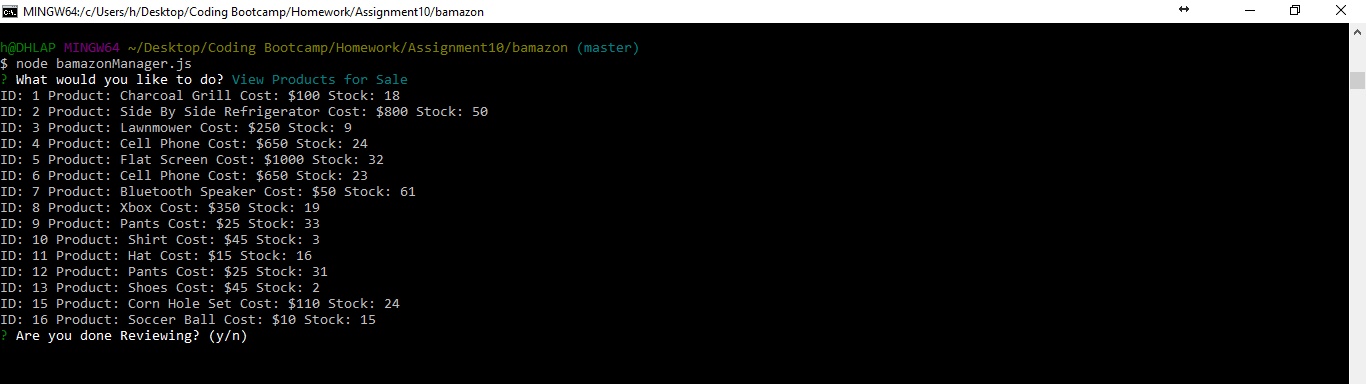 MINGW64:/c/Users/h/Desktop/Coding Bootcamp/Homework/Assignment10/bamazon
h@DHLAP MINGW64 ~/Desktop/Coding Bootcamp/Homework/Assignment10/bamazon (master)
$ node bamazonManager.js
? What would you like to do? View Products for Sale
ID: 1 Product: Charcoal Grill Cost: $100 Stock: 18
ID: 2 Product: Side By Side Refrigerator Cost: $800 Stock: 50
ID: 3 Product: Lawnmower Cost: $250 Stock: 9
ID: 4 Product: Cell Phone Cost: $650 Stock: 24
ID: 5 Product: Flat Screen Cost: $1000 Stock: 32
ID: 6 Product: Cell Phone Cost: $650 Stock: 23
ID: 7 Product: Bluetooth Speaker Cost: $50 Stock: 61
ID: 8 Product: Xbox Cost: $350 Stock: 19
ID: 9 Product: Pants Cost: $25 Stock: 33
ID: 10 Product: Shirt Cost: $45 Stock: 3
ID: 11 Product: Hat Cost: $15 Stock: 16
ID: 12 Product: Pants Cost: $25 Stock: 31
ID: 13 Product: Shoes Cost: $45 Stock: 2
ID: 15 Product: Corn Hole Set Cost: $110 Stock: 24
ID: 16 Product: Soccer Ball Cost: $10 Stock: 15
? Are you done Reviewing? (y/n)